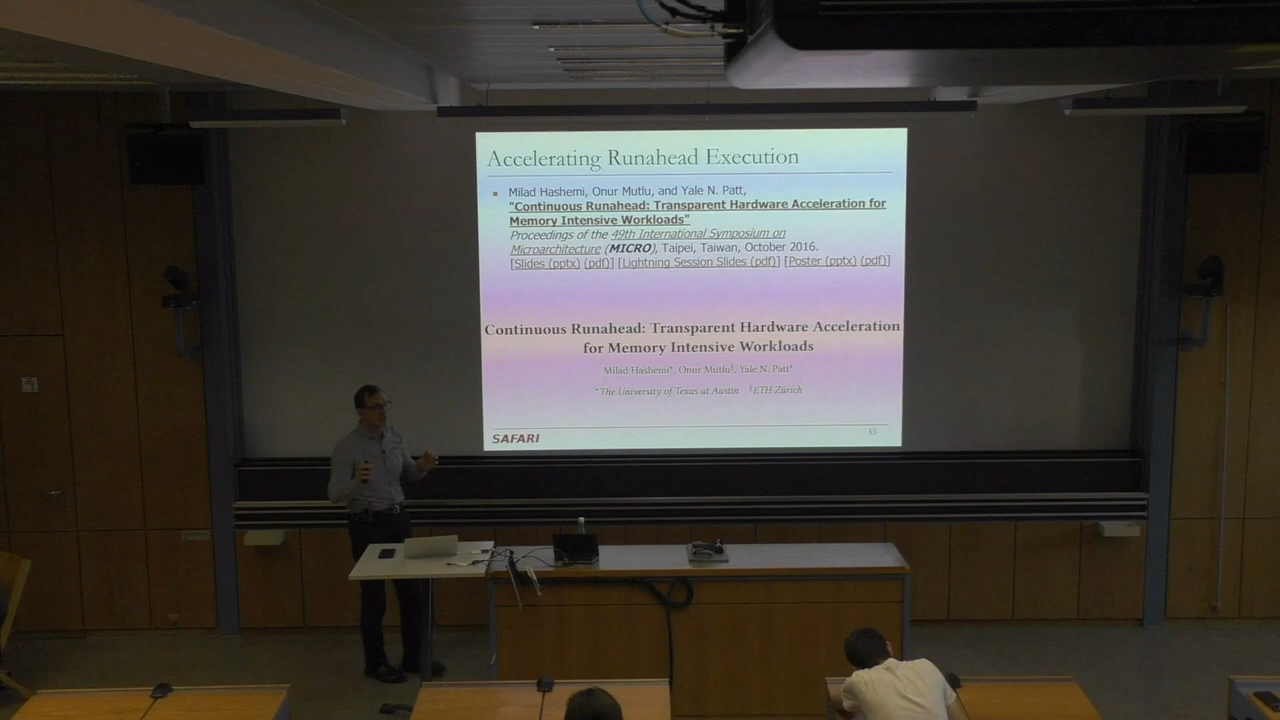 Accelerating Runahead Execution
Milad Hashemi, Onur Mutlu, and Yale N. Patt,
"Continuous Runahead: Transparent Hardware Acceleration for
Memory Intensive Workloads"
Proceedings of the 49th International Symposium on
Microarchitecture (MICRO), Taipei, Taiwan, October 2016.
[Slides (pptx) (pdf)] [Lightning Session Slides (pdf)] [Poster (pptx) (pdf)]
Continuous Runahead: Transparent Hardware Acceleration
for Memory Intensive Workloads
Milad Hashemi*, Onur Mutlu§, Yale N. Patt*
*The University of Texas at Austin §ETH Zürich
SAFARI